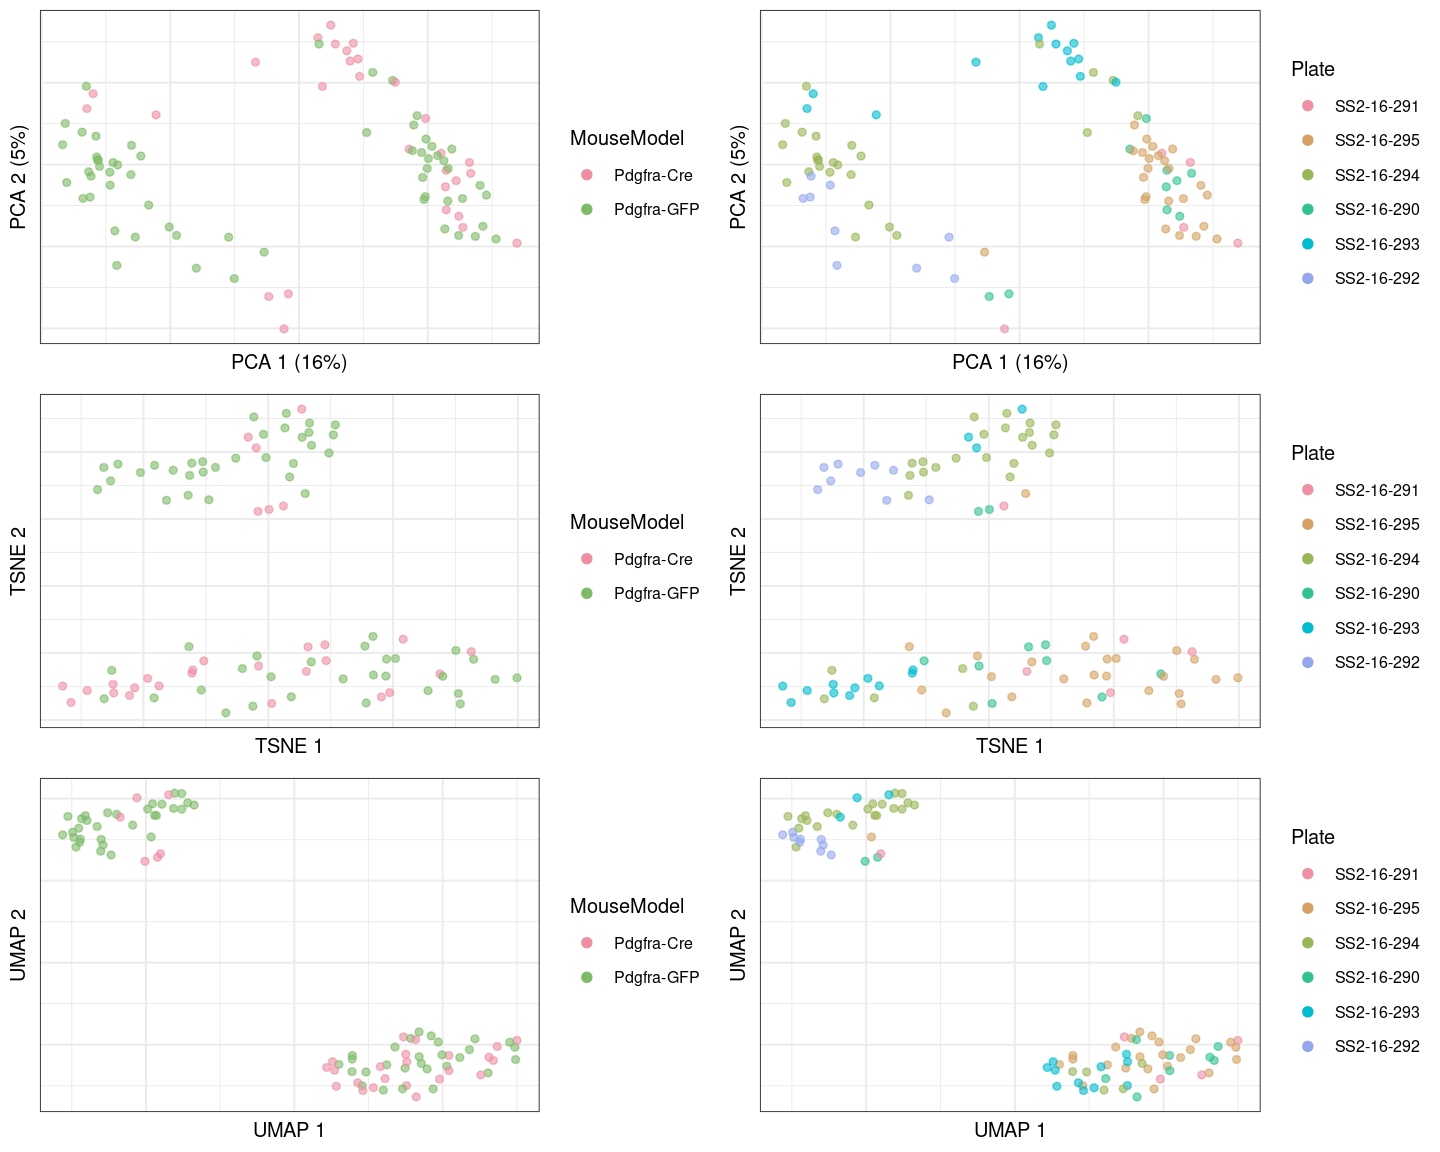 PCA 2 (5%)
PCA 1 (16%)
MouseModel
Pdgfra-Cre
Pdgfra-GFP
PCA 2 (5%)
PCA 1 (16%)
Plate
SS2-16-291
SS2-16-295
SS2-16-294
SS2-16-290
SS2-16-293
SS2-16-292
TSNE 2
TSNE 1
MouseModel
Pdgfra-Cre
Pdgfra-GFP
TSNE 2
TSNE 1
Plate
SS2-16-291
SS2-16-295
SS2-16-294
SS2-16-290
SS2-16-293
SS2-16-292
UMAP 2
UMAP 1
MouseModel
Pdgfra-Cre
Pdgfra-GFP
UMAP 2
UMAP 1
Plate
SS2-16-291
SS2-16-295
SS2-16-294
SS2-16-290
SS2-16-293
SS2-16-292